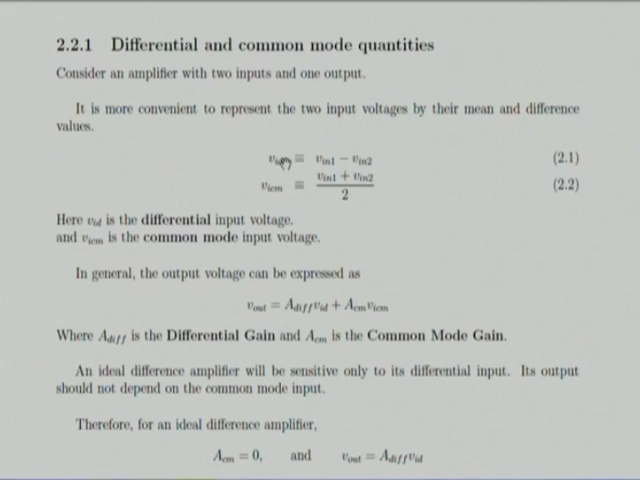 2.2.1 Differential and common mode quantities
Consider an amplifier with two inputs and one output.
It is more convenient to represent the two input voltages by their mean and difference
values.
≡ v_in1 − v_in2 (2.1)
v_icm ≡ (v_in1 + v_in2) / 2 (2.2)
Here v_id is the differential input voltage.
and v_icm is the common mode input voltage.
In general, the output voltage can be expressed as
v_out = A_diff v_id + A_cm v_icm
Where A_diff is the Differential Gain and A_cm is the Common Mode Gain.
An ideal difference amplifier will be sensitive only to its differential input. Its output
should not depend on the common mode input.
Therefore, for an ideal difference amplifier,
A_cm = 0, and v_out = A_diff v_id